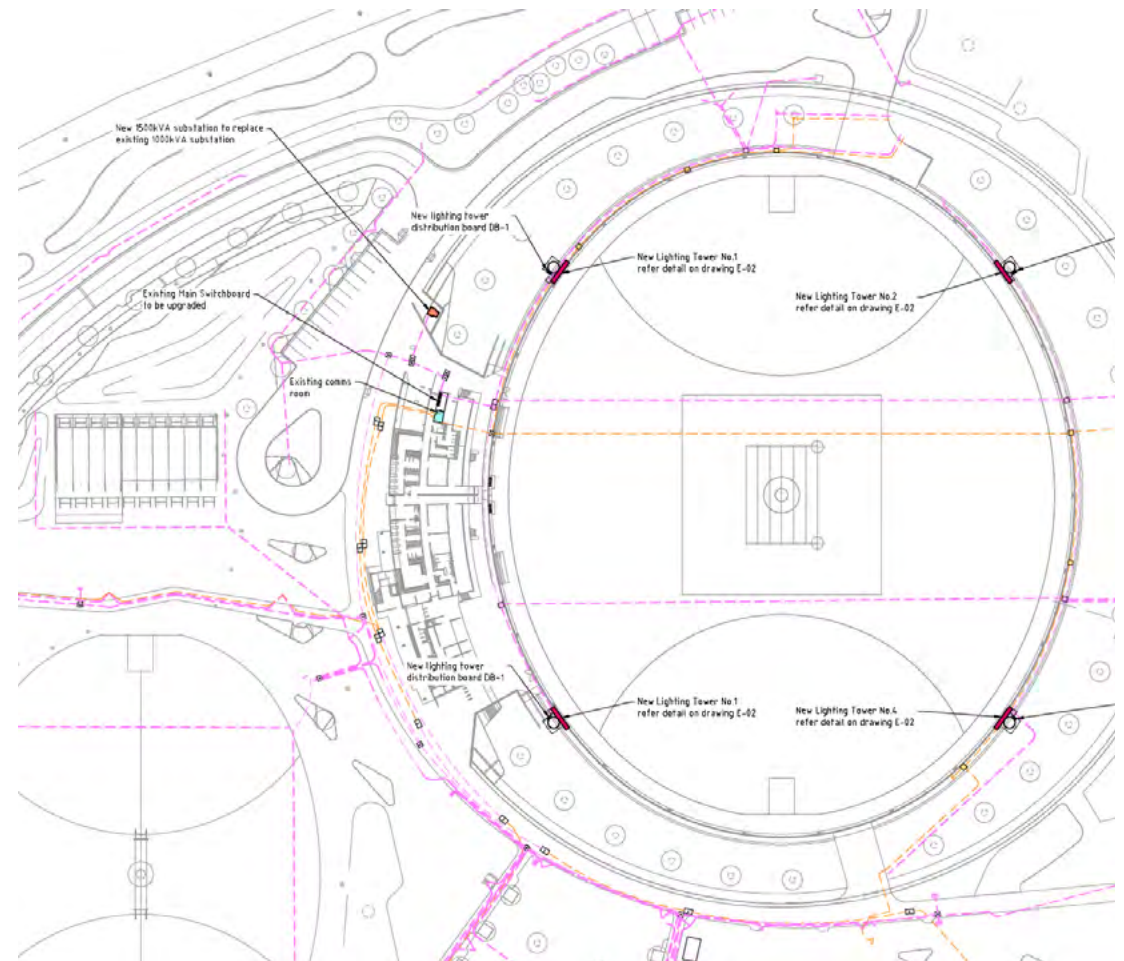 New 1500kVA substation to replace
existing 1000kVA substation
New lighting tower
distribution board DB-1
New Lighting Tower No.1
refer detail on drawing E-02
New Lighting Tower No.2
refer detail on drawing E-02
Existing Main Switchboard
to be upgraded
Existing comms
room
New lighting tower
distribution board DB-1
New Lighting Tower No.1
refer detail on drawing E-02
New Lighting Tower No.4
refer detail on drawing E-02